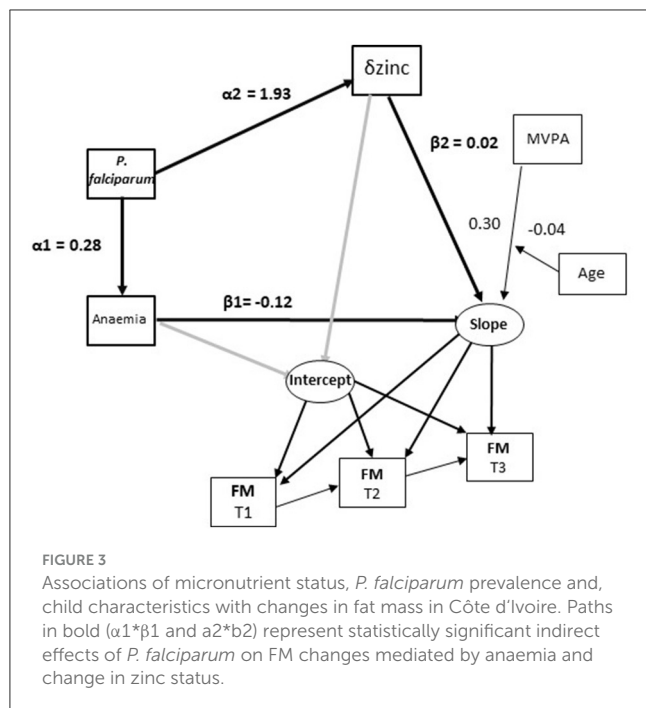 δzinc
α2 = 1.93
MVPA
P.
falciparum
β2 = 0.02
0.30
-0.04
α1 = 0.28
Age
Anaemia
β1= -0.12
Slope
Intercept
FM
T3
FM
T2
FM
T1
FIGURE 3
Associations of micronutrient status, P. falciparum prevalence and,
child characteristics with changes in fat mass in Côte d'Ivoire. Paths
in bold (α1*β1 and a2*b2) represent statistically significant indirect
effects of P. falciparum on FM changes mediated by anaemia and
change in zinc status.